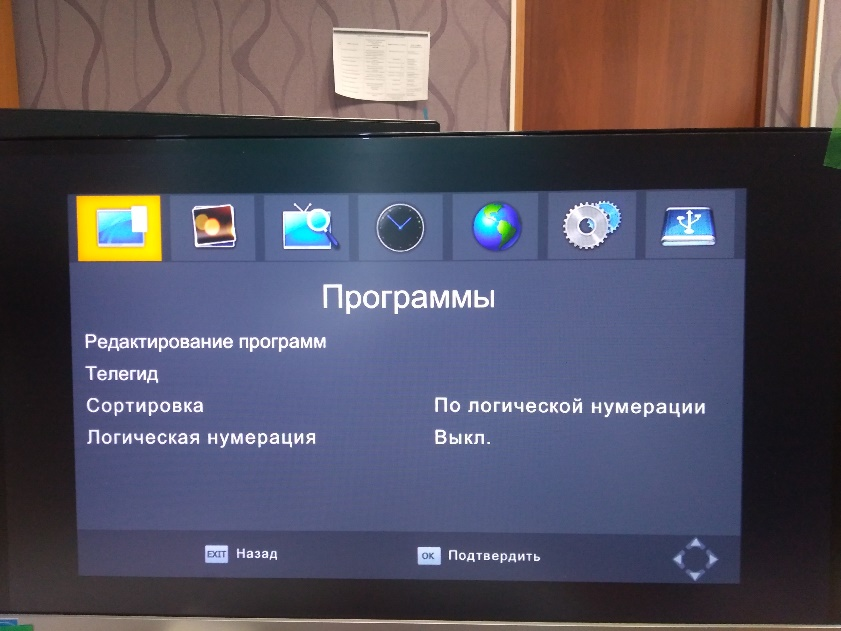 Программы
Редактирование программ
Телегид
Сортировка По логической нумерации
Логическая нумерация Выкл.
EXIT Назад OK Подтвердить